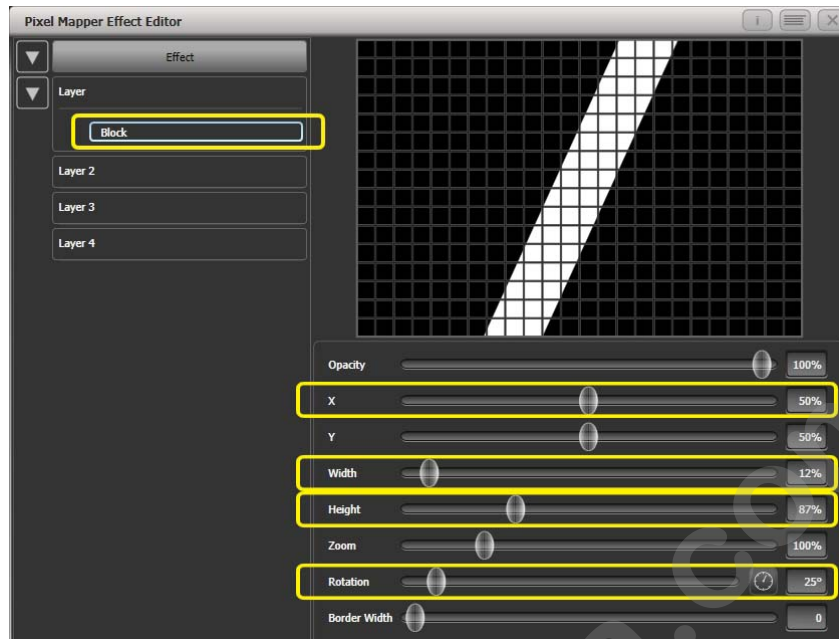 Pixel Mapper Effect Editor
Effect
Layer
Block
Layer 2
Layer 3
Layer 4
Opacity 100%
X 50%
Y 50%
Width 12%
Height 87%
Zoom 100%
Rotation 25°
Border Width 0